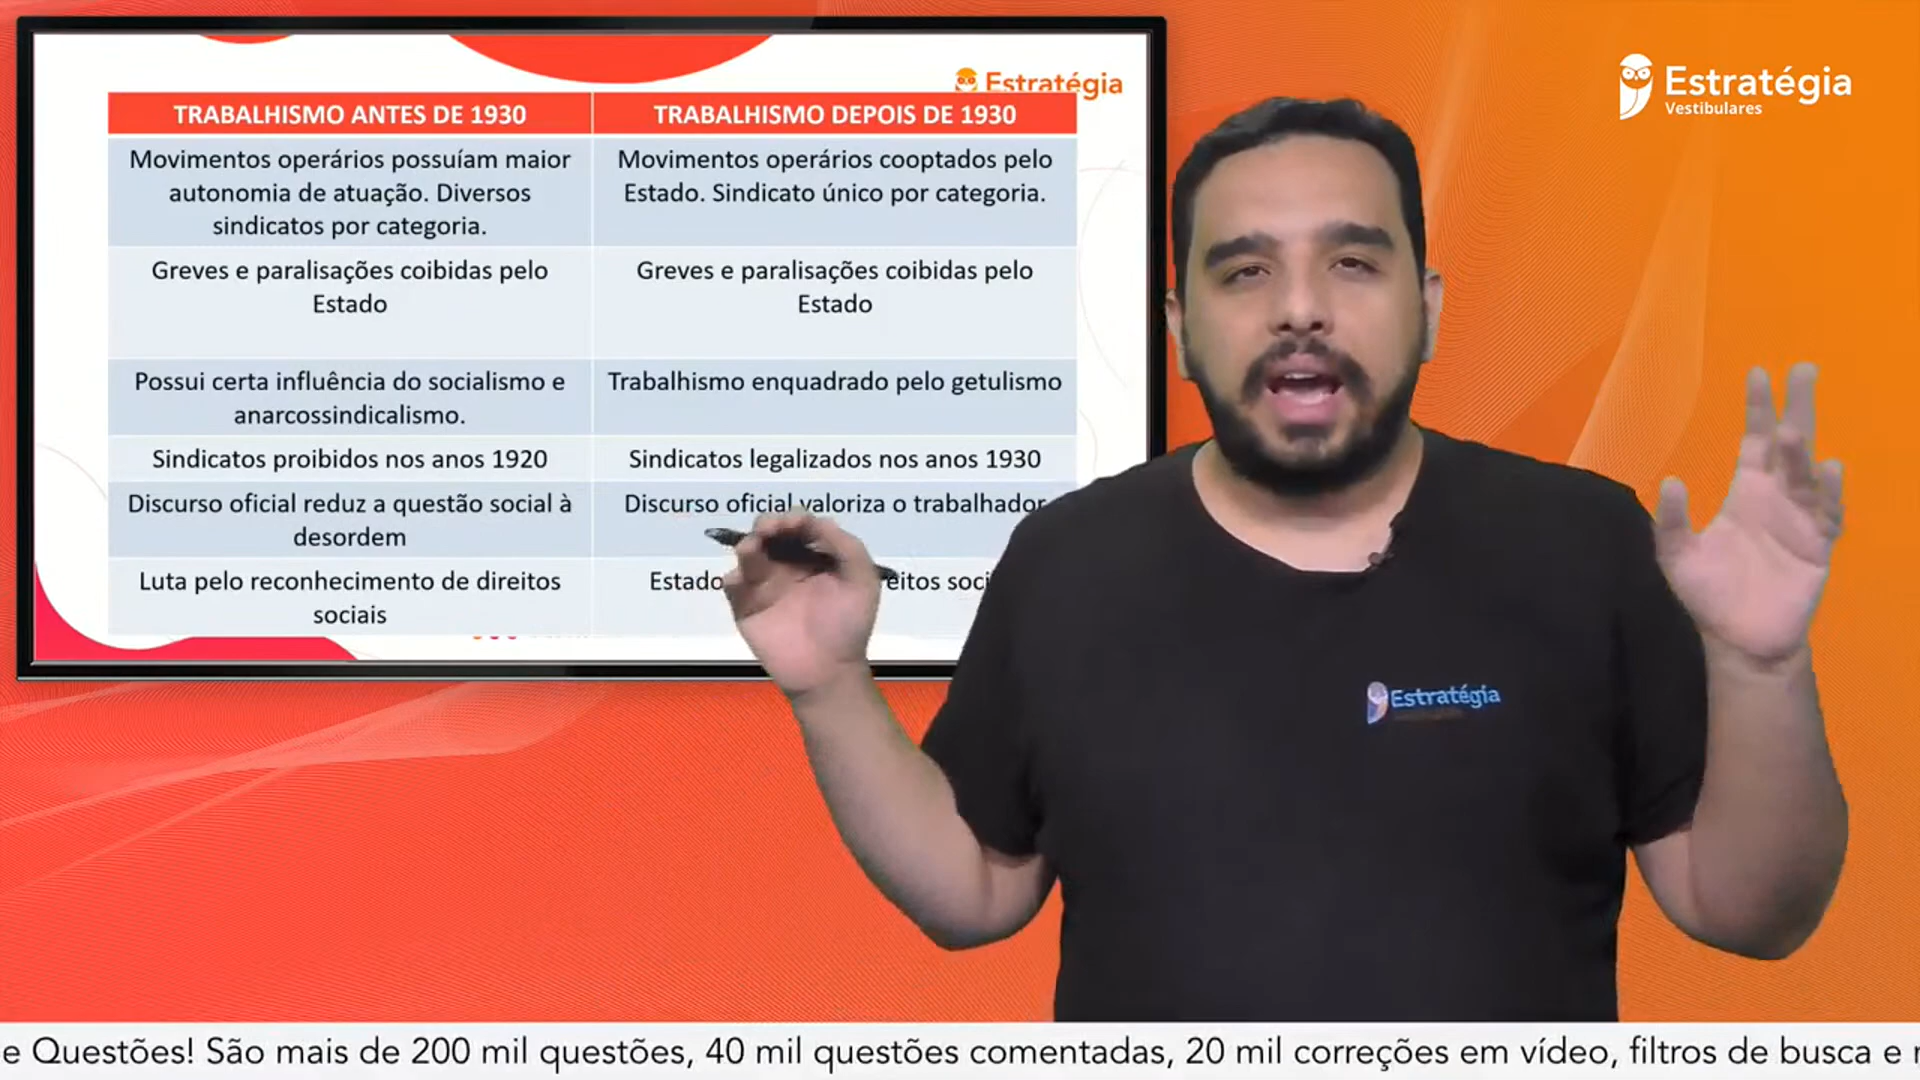 Estratégia
TRABALHISMO ANTES DE 1930
TRABALHISMO DEPOIS DE 1930
Movimentos operários possuíam maior
autonomia de atuação. Diversos
sindicatos por categoria.
Movimentos operários cooptados pelo
Estado. Sindicato único por categoria.
Greves e paralisações coibidas pelo
Estado
Greves e paralisações coibidas pelo
Estado
Possui certa influência do socialismo e
anarcossindicalismo.
Trabalhismo enquadrado pelo getulismo
Sindicatos proibidos nos anos 1920
Sindicatos legalizados nos anos 1930
Discurso oficial reduz a questão social à
desordem
Discurso oficial valoriza o trabalhador
Luta pelo reconhecimento de direitos
sociais
Estado
Estratégia
Vestibulares
Estratégia
e Questões! São mais de 200 mil questões, 40 mil questões comentadas, 20 mil correções em vídeo, filtros de busca e